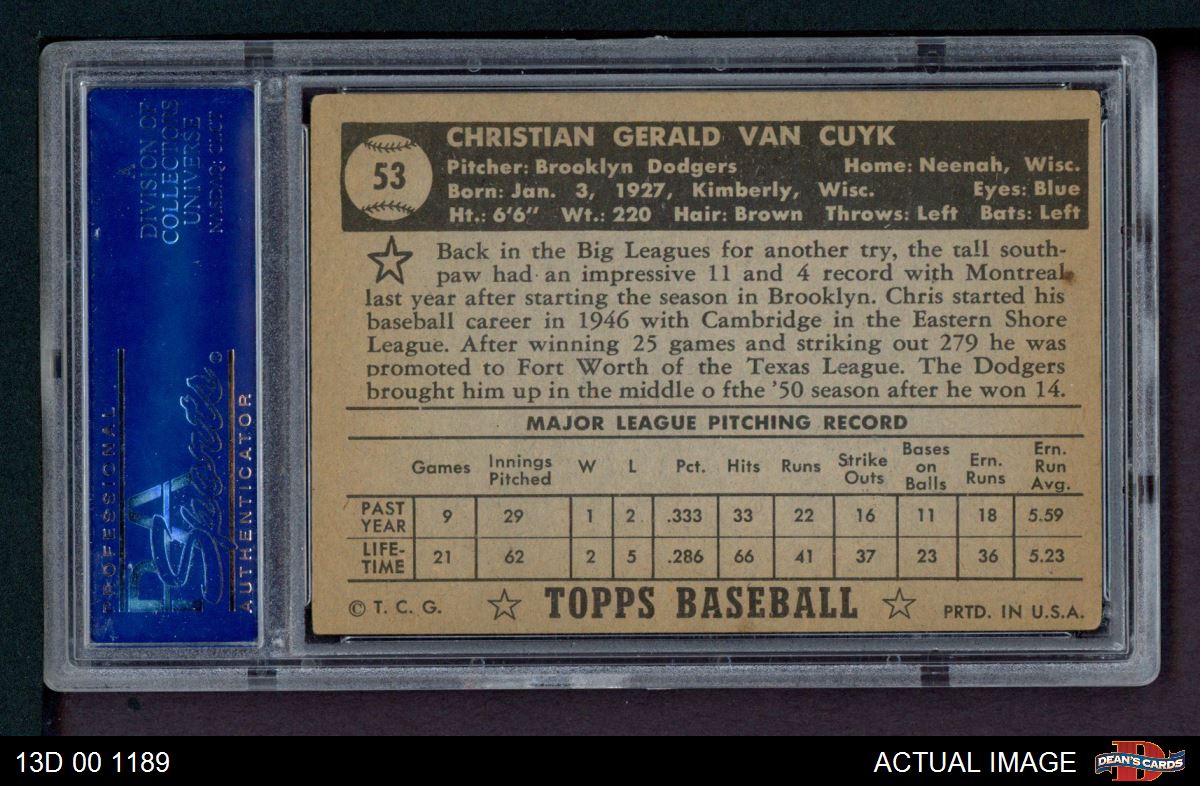 A
DIVISION OF
COLLECTORS
UNIVERSE
NASDAQ: CLCT
PROFESSIONAL
PSA
Sports®
AUTHENTICATOR
53
CHRISTIAN GERALD VAN CUYK
Pitcher: Brooklyn Dodgers Home: Neenah, Wisc.
Born: Jan. 3, 1927, Kimberly, Wisc. Eyes: Blue
Ht.: 6'6" Wt.: 220 Hair: Brown Throws: Left Bats: Left
Back in the Big Leagues for another try, the tall south-
paw had an impressive 11 and 4 record with Montreal
last year after starting the season in Brooklyn. Chris started his
baseball career in 1946 with Cambridge in the Eastern Shore
League. After winning 25 games and striking out 279 he was
promoted to Fort Worth of the Texas League. The Dodgers
brought him up in the middle o fthe '50 season after he won 14.
MAJOR LEAGUE PITCHING RECORD
Games Innings Pitched W L Pct. Hits Runs Strike Outs Bases on Balls Ern. Runs Ern. Run Avg.
PAST YEAR 9 29 1 2 .333 33 22 16 11 18 5.59
LIFE-TIME 21 62 2 5 .286 66 41 37 23 36 5.23
© T. C. G. TOPPS BASEBALL PRTD. IN U.S.A.
13D 00 1189 ACTUAL IMAGE D DEAN'S CARDS